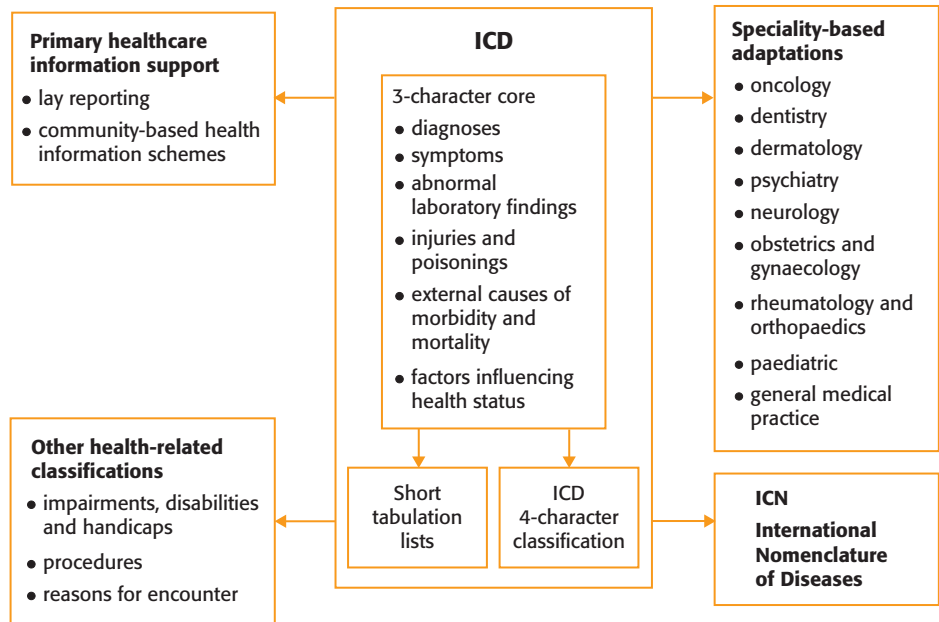 Primary healthcare
information support
• lay reporting
• community-based health
information schemes
ICD
3-character core
• diagnoses
• symptoms
• abnormal
laboratory findings
• injuries and
poisonings
• external causes of
morbidity and
mortality
• factors influencing
health status
Short
tabulation
lists
ICD
4-character
classification
Speciality-based
adaptations
• oncology
• dentistry
• dermatology
• psychiatry
• neurology
• obstetrics and
gynaecology
• rheumatology and
orthopaedics
• paediatric
• general medical
practice
Other health-related
classifications
• impairments, disabilities
and handicaps
• procedures
• reasons for encounter
ICN
International
Nomenclature
of Diseases